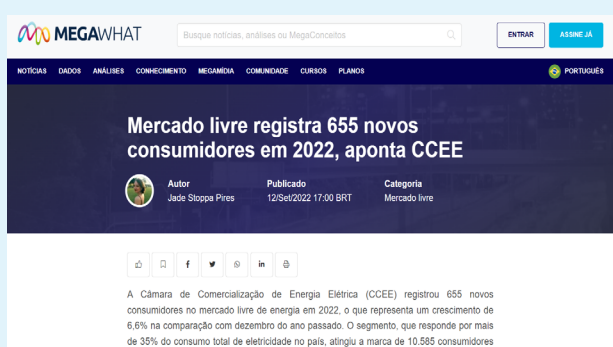 MEGAWHAT
Busque notícias, análises ou MegaConceitos
ENTRAR
ASSINE JÁ
NOTÍCIAS DADOS ANÁLISES CONHECIMENTO MEGAMÍDIA COMUNIDADE CURSOS PLANOS
PORTUGUÊS
Mercado livre registra 655 novos
consumidores em 2022, aponta CCEE
Autor
Jade Stoppa Pires
Publicado
12/Set/2022 17:00 BRT
Categoria
Mercado livre
A Câmara de Comercialização de Energia Elétrica (CCEE) registrou 655 novos
consumidores no mercado livre de energia em 2022, o que representa um crescimento de
6,6% na comparação com dezembro do ano passado. O segmento, que responde por mais
de 35% do consumo total de eletricidade no país, atingiu a marca de 10.585 consumidores